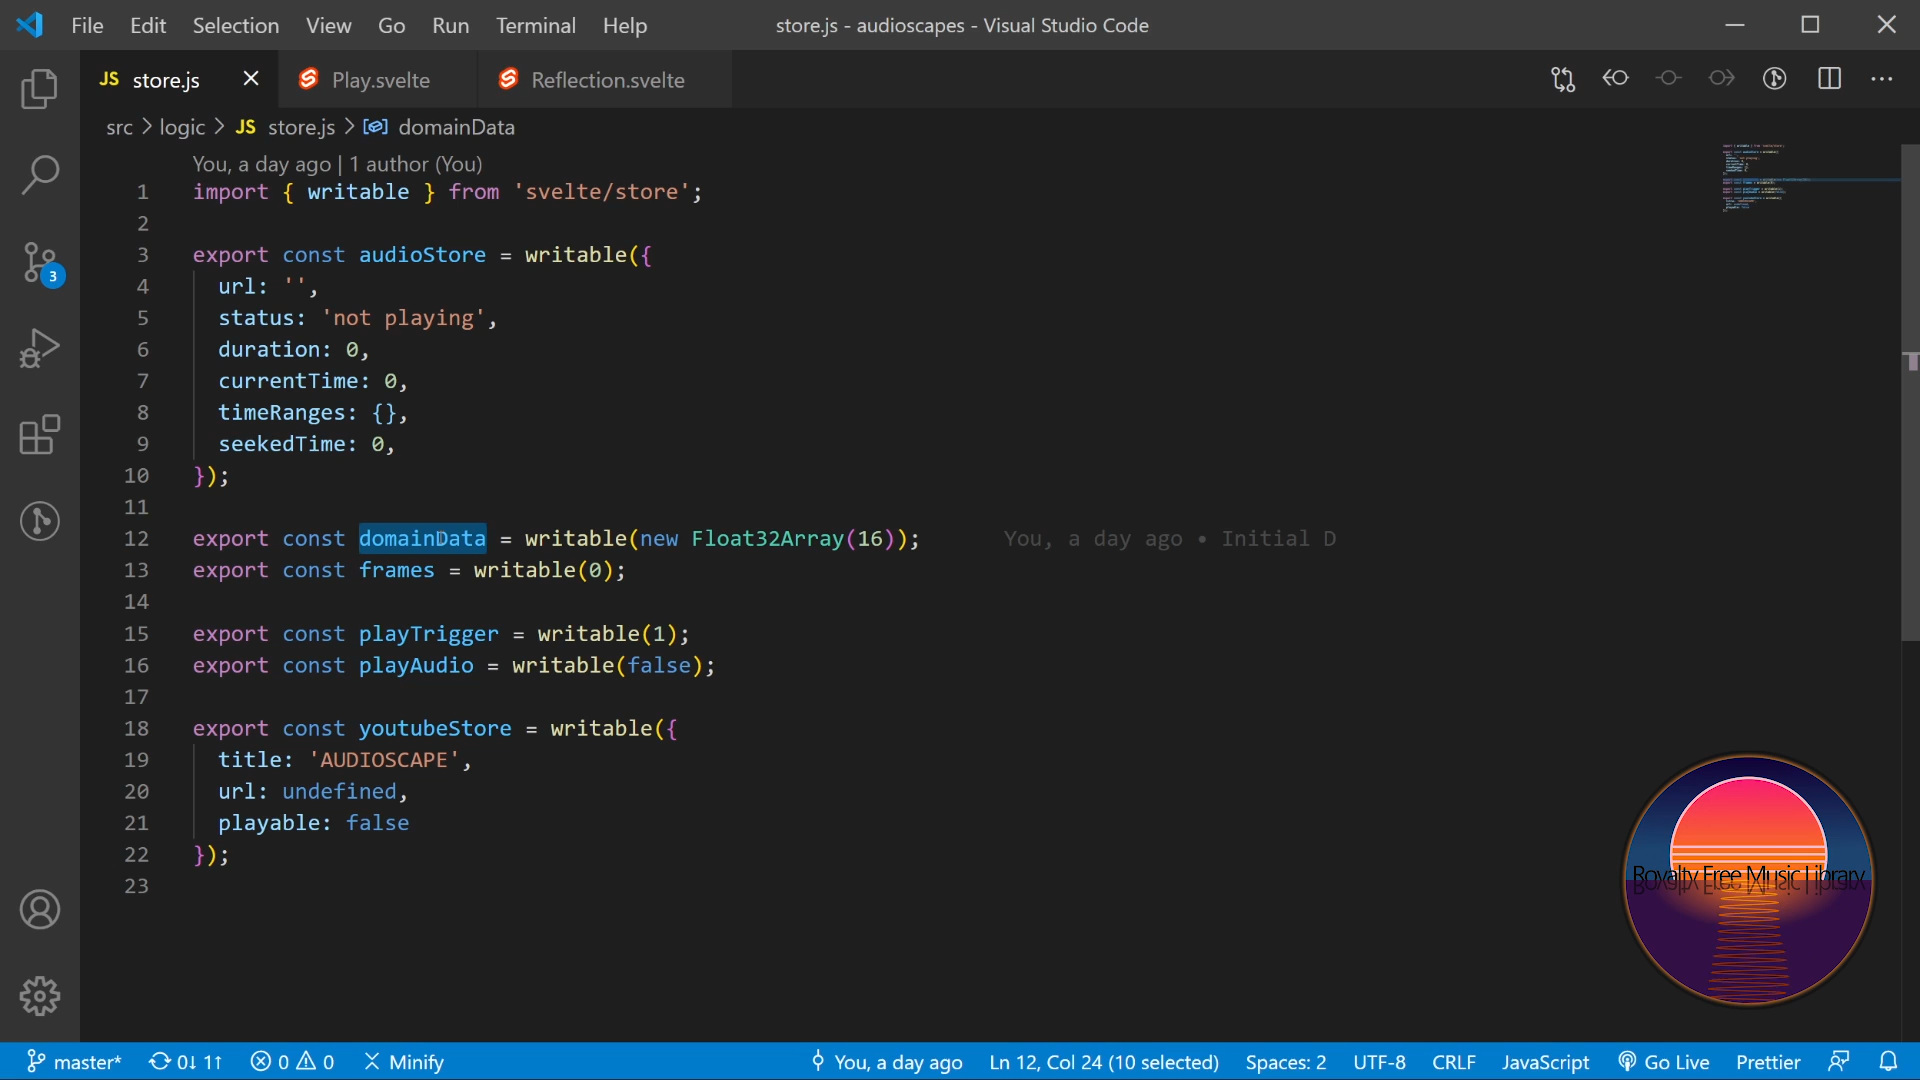 File Edit Selection View Go Run Terminal Help store.js - audioscapes - Visual Studio Code
JS store.js Play.svelte Reflection.svelte
src > logic > JS store.js > domainData
You, a day ago | 1 author (You)
1 import { writable } from 'svelte/store';
2
3 export const audioStore = writable({
4 url: '',
5 status: 'not playing',
6 duration: 0,
7 currentTime: 0,
8 timeRanges: {},
9 seekedTime: 0,
10 });
11
12 export const domainData = writable(new Float32Array(16)); You, a day ago • Initial D
13 export const frames = writable(0);
14
15 export const playTrigger = writable(1);
16 export const playAudio = writable(false);
17
18 export const youtubeStore = writable({
19 title: 'AUDIOSCAPE',
20 url: undefined,
21 playable: false
22 });
23
3
Royalty Free Music Library
master* 0↓ 1↑ 0 0 Minify You, a day ago Ln 12, Col 24 (10 selected) Spaces: 2 UTF-8 CRLF JavaScript Go Live Prettier